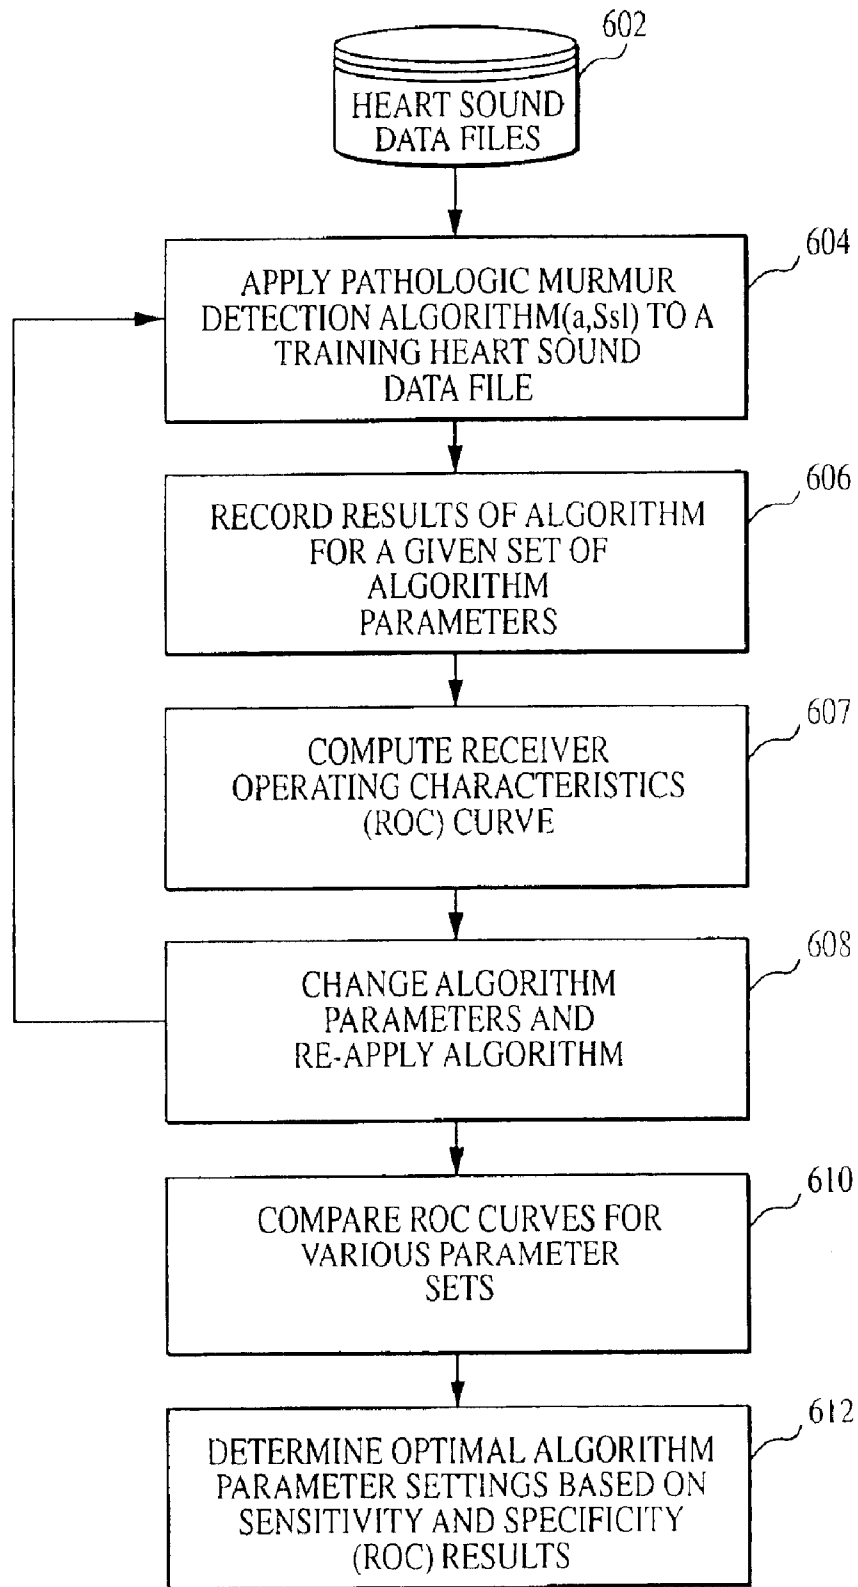 602
HEART SOUND
DATA FILES
604
APPLY PATHOLOGIC MURMUR
DETECTION ALGORITHM(a,Ssl) TO A
TRAINING HEART SOUND
DATA FILE
606
RECORD RESULTS OF ALGORITHM
FOR A GIVEN SET OF
ALGORITHM
PARAMETERS
607
COMPUTE RECEIVER
OPERATING CHARACTERISTICS
(ROC) CURVE
608
CHANGE ALGORITHM
PARAMETERS AND
RE-APPLY ALGORITHM
610
COMPARE ROC CURVES FOR
VARIOUS PARAMETER
SETS
612
DETERMINE OPTIMAL ALGORITHM
PARAMETER SETTINGS BASED ON
SENSITIVITY AND SPECIFICITY
(ROC) RESULTS